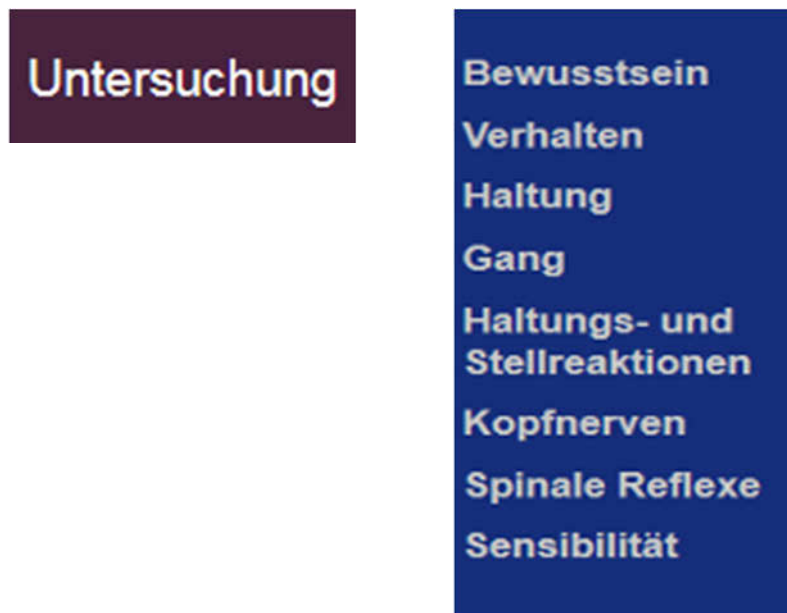 Untersuchung
Bewusstsein
Verhalten
Haltung
Gang
Haltungs- und
Stellreaktionen
Kopfnerven
Spinale Reflexe
Sensibilität